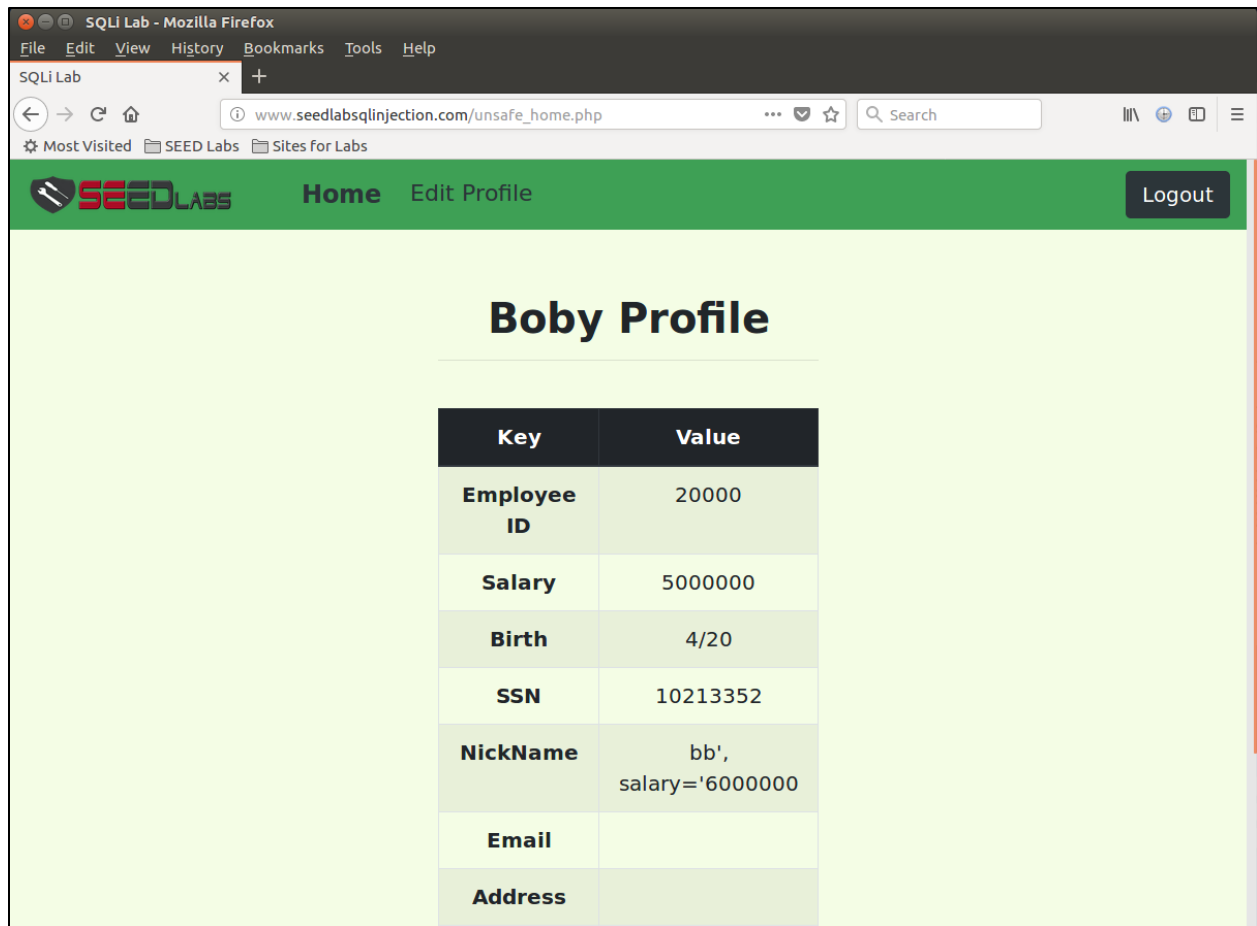 SQLi Lab - Mozilla Firefox
File Edit View History Bookmarks Tools Help
SQLi Lab
www.seedlabsqlinjection.com/unsafe_home.php
Search
Most Visited SEED Labs Sites for Labs
SEEDLABS Home Edit Profile Logout
Boby Profile
Key Value
Employee ID 20000
Salary 5000000
Birth 4/20
SSN 10213352
NickName bb',
salary='6000000
Email
Address